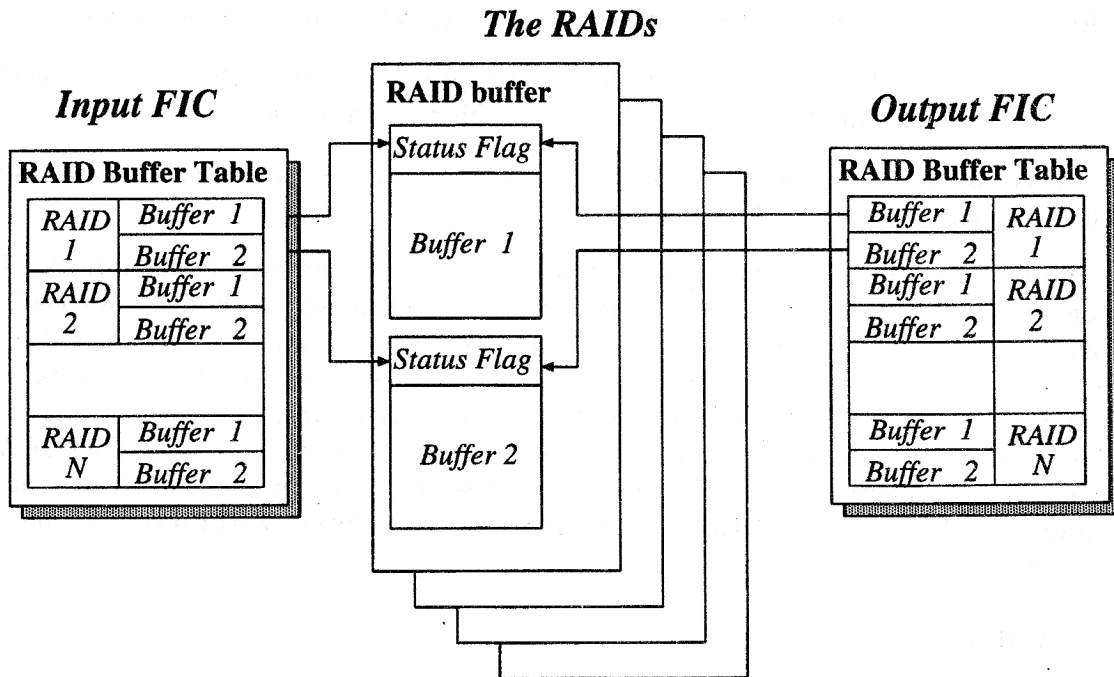 The RAIDs
Input FIC
RAID Buffer Table
RAID
1
Buffer 1
Buffer 2
RAID
2
Buffer 1
Buffer 2
RAID
N
Buffer 1
Buffer 2
RAID buffer
Status Flag
Buffer 1
Status Flag
Buffer 2
Output FIC
RAID Buffer Table
Buffer 1
Buffer 2
RAID
1
Buffer 1
Buffer 2
RAID
2
Buffer 1
Buffer 2
RAID
N